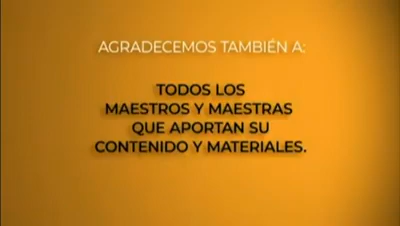 AGRADECEMOS TAMBIÉN A:
TODOS LOS
MAESTROS Y MAESTRAS
QUE APORTAN SU
CONTENIDO Y MATERIALES.